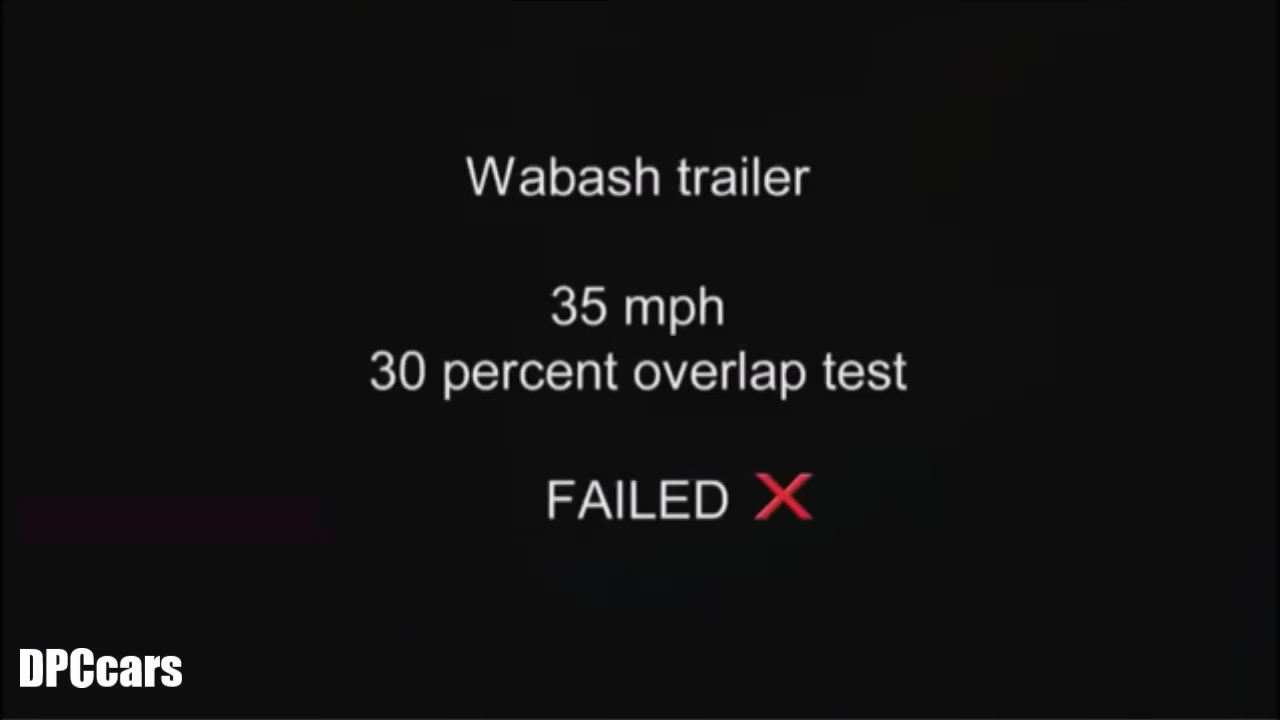 Wabash trailer
35 mph
30 percent overlap test
FAILED ❌
DPCcars